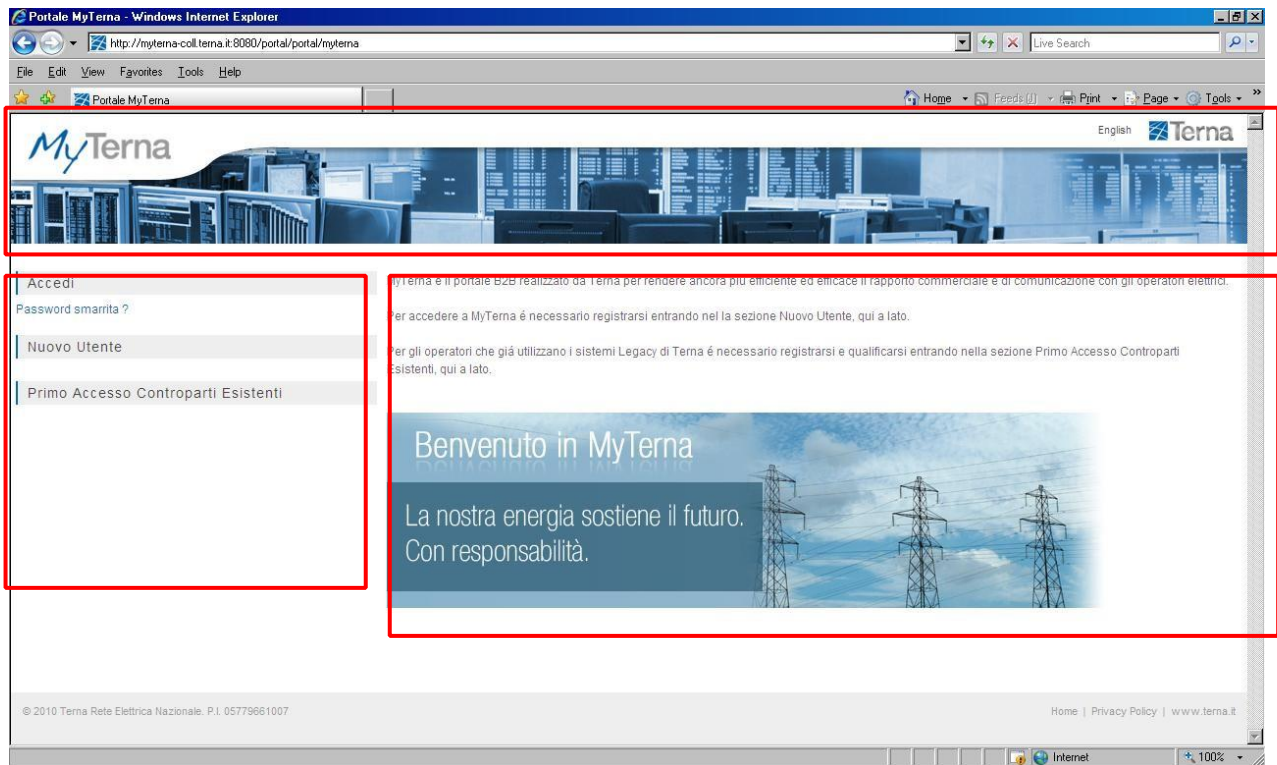 Portale MyTerna - Windows Internet Explorer
http://myterna-coll.terna.it:8080/portal/portal/myterna
Live Search
File Edit View Favorites Tools Help
Portale MyTerna
Home Feeds (J) Print Page Tools »
MyTerna
English Terna
Accedi
Password smarrita ?
Nuovo Utente
Primo Accesso Controparti Esistenti
MyTerna é il portale B2B realizzato da Terna per rendere ancora più efficiente ed efficace il rapporto commerciale e di comunicazione con gli operatori elettrici.
Per accedere a MyTerna é necessario registrarsi entrando nel la sezione Nuovo Utente, qui a lato.
Per gli operatori che giá utilizzano i sistemi Legacy di Terna é necessario registrarsi e qualificarsi entrando nella sezione Primo Accesso Controparti
Esistenti, qui a lato.
Benvenuto in MyTerna
La nostra energia sostiene il futuro.
Con responsabilità.
© 2010 Terna Rete Elettrica Nazionale. P.I. 05779661007
Home | Privacy Policy | www.terna.it
Internet 100%